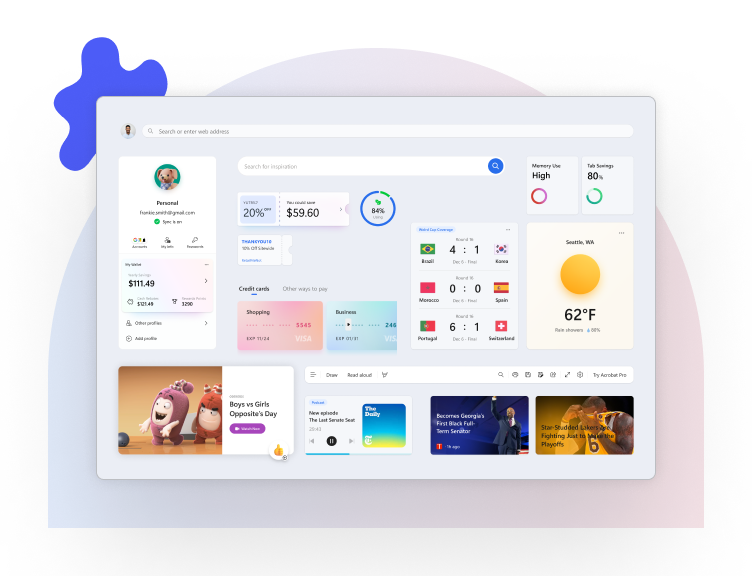 Search or enter web address
Personal
frankie.smith@gmail.com
Sync is on
Accounts
My info
Passwords
My Wallet
Yearly Savings
$111.49
Cash Rebates
$121.49
Rewards Points
3290
Other profiles
Add profile
Search for inspiration
20% OFF
You could save
$59.60
84%
THANKYOU10
10% Off Sitewide
Credit cards
Other ways to pay
Shopping
5545
EXP 11/24
VISA
Business
246
EXP 01/31
VISA
World Cup Coverage
Round 16
4 : 1
Brazil
Dec 5 · Final
Korea
Round 16
0 : 0
Morocco
Dec 6 · Final
Spain
Round 16
6 : 1
Portugal
Dec 6 · Final
Switzerland
Memory Use
High
Tab Savings
80%
Seattle, WA
62°F
Rain showers
80%
Boys vs Girls
Opposite's Day
Watch Now
Draw
Read aloud
Try Acrobat Pro
Podcast
New episode
The Last Senate Seat
20:43
The
Daily
Becomes Georgia's
First Black Full-
Term Senator
1h ago
Star-Studded Lakers Are
Fighting Just to Make the
Playoffs
6